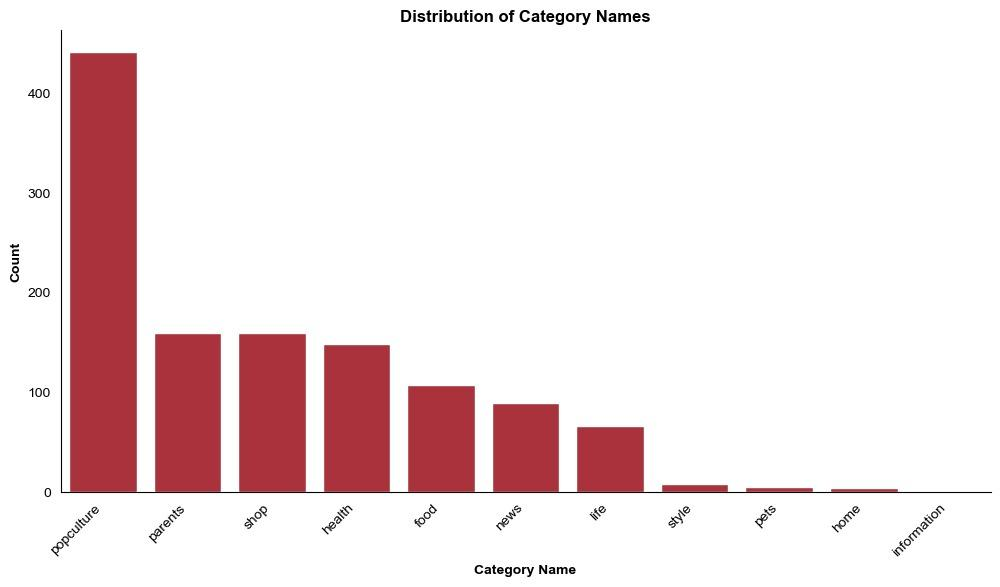 Distribution of Category Names
Count
400
300
200
100
0
popculture
parents
shop
health
food
news
life
style
pets
home
information
Category Name